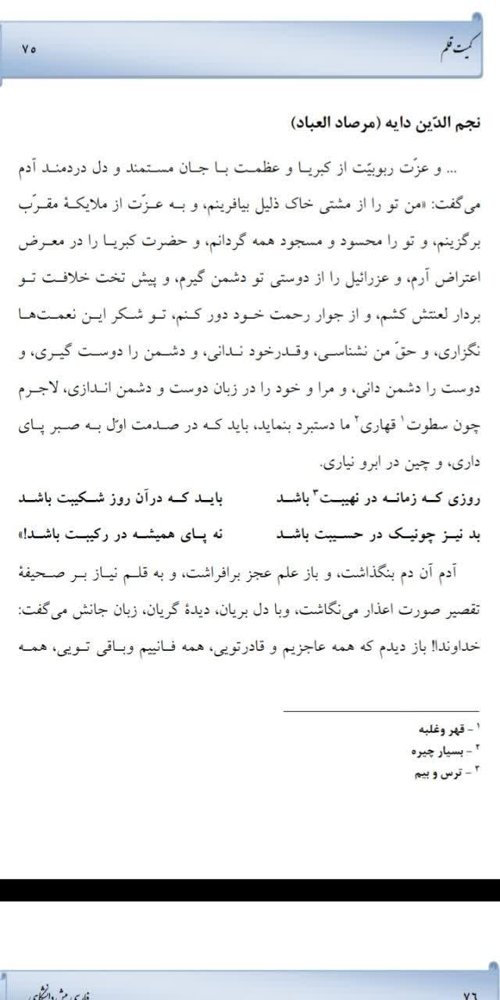 کمیت قلم
۷۵
نجم الدّین دایه (مرصاد العباد)
... و عزّت ربوبیّت از کبریا و عظمت با جان مستمند و دل دردمند آدم
می‌گفت: «من تو را از مشتی خاک ذلیل بیافرینم، و به عزّت از ملایکهٔ مقرّب
برگزینم، و تو را محسود و مسجود همه گردانم، و حضرت کبریا را در معرض
اعتراض آرم، و عزرائیل را از دوستی تو دشمن گیرم، و پیش تخت خلافت تو
بردار لعنتش کشم، و از جوار رحمت خود دور کنم، تو شکر این نعمت‌ها
نگزاری، و حقّ من نشناسی، وقدرخود ندانی، و دشمن را دوست گیری، و
دوست را دشمن دانی، و مرا و خود را در زبان دوست و دشمن اندازی، لاجرم
چون سطوت۱ قهاری۲ ما دستبرد بنماید، باید که در صدمت اوّل به صبر پای
داری، و چین در ابرو نیاری.
روزی که زمانه در نهیبت۳ باشد باید که درآن روز شکیبت باشد
بد نیز چونیک در حسیبت باشد نه پای همیشه در رکیبت باشد!»
آدم آن دم بنگذاشت، و باز علم عجز برافراشت، و به قلم نیاز بر صحیفهٔ
تقصیر صورت اعذار می‌نگاشت، وبا دل بریان، دیدهٔ گریان، زبان جانش می‌گفت:
خداوندا! باز دیدم که همه عاجزیم و قادرتویی، همه فانییم وباقی تویی، همه
۱ - قهر وغلبه
۲ - بسیار چیره
۳ - ترس و بیم
۷۶